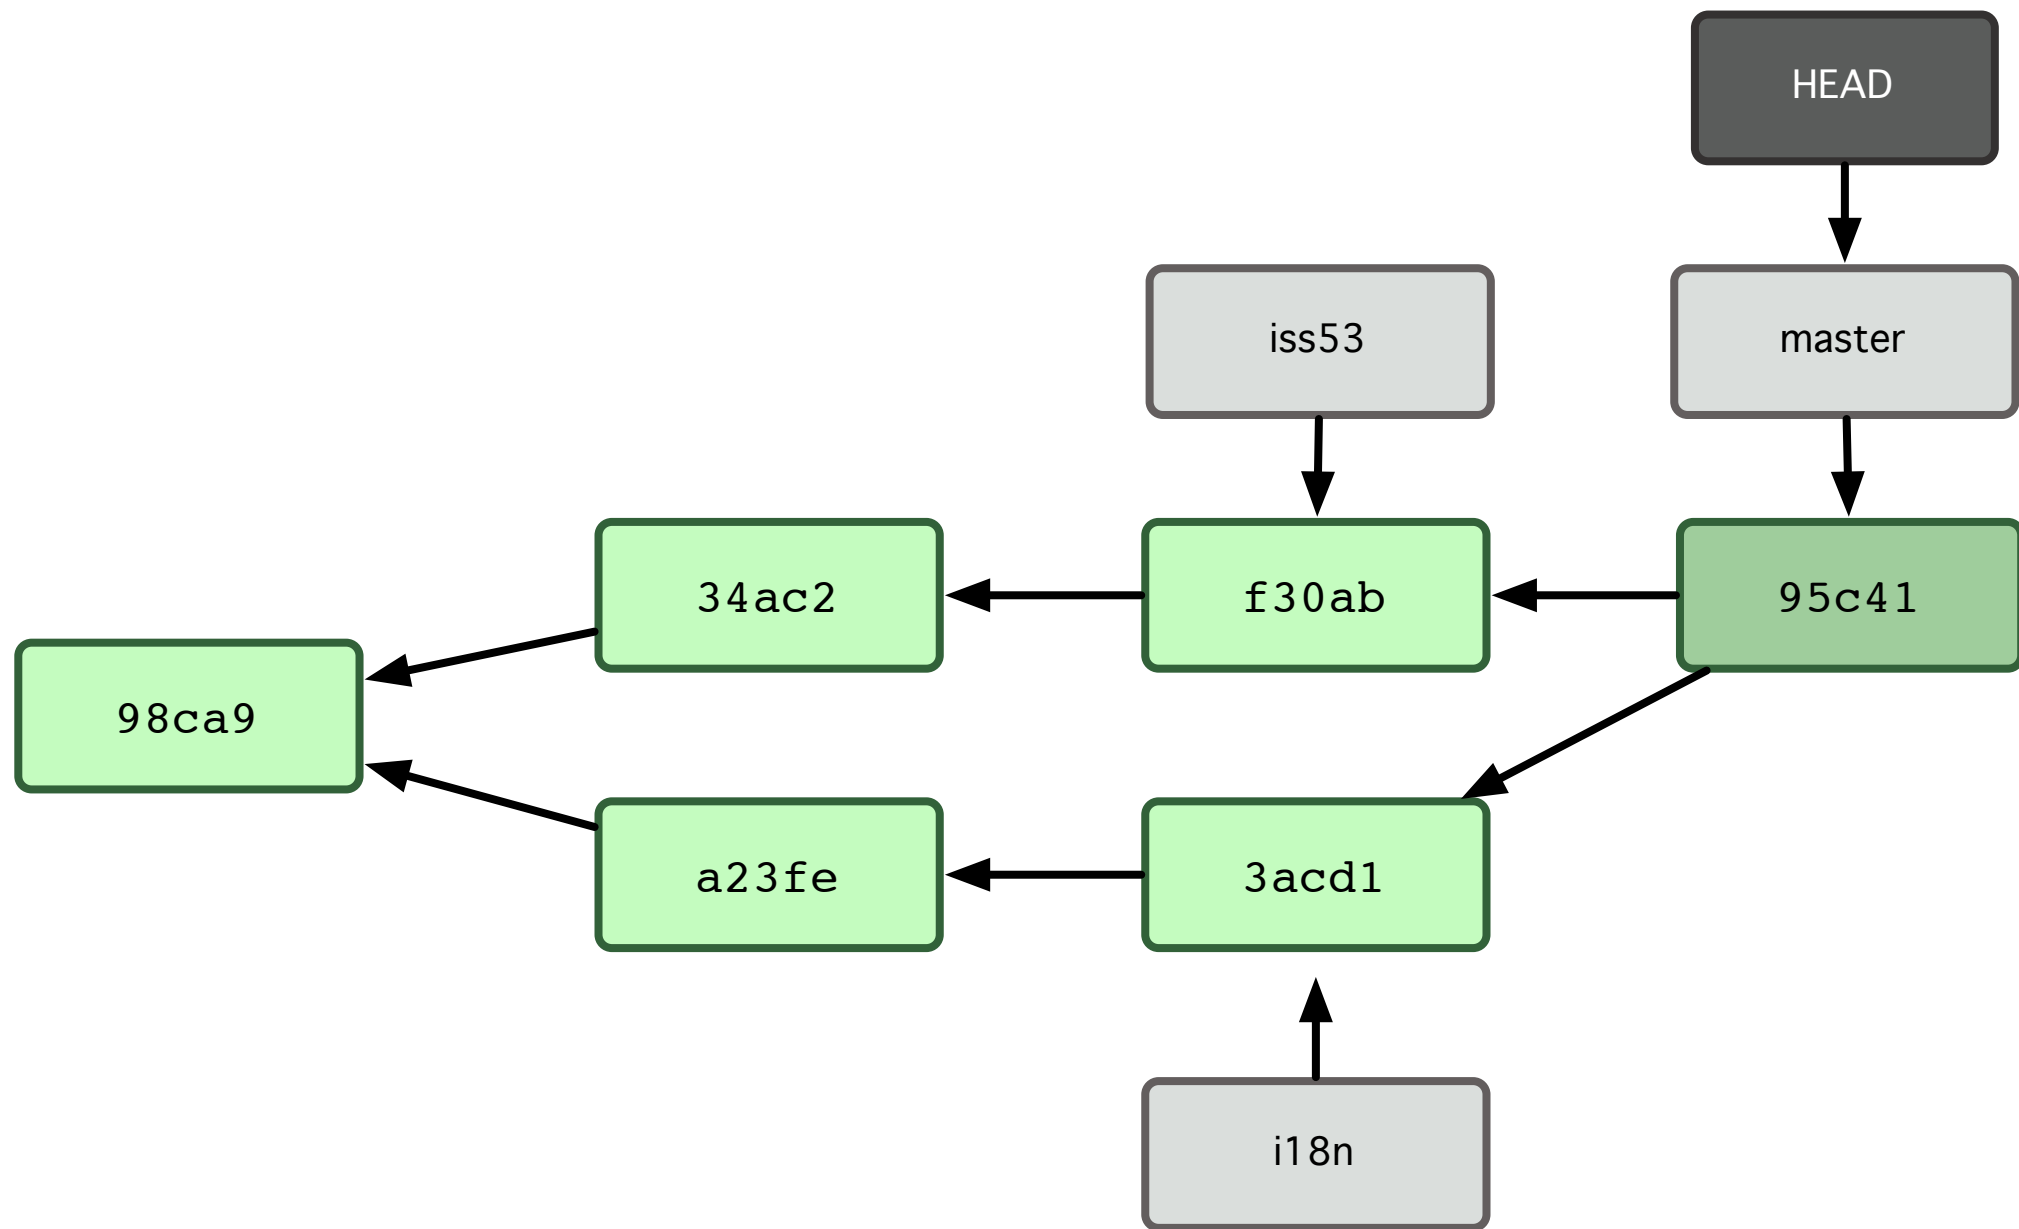 HEAD
iss53
master
34ac2
f30ab
95c41
98ca9
a23fe
3acd1
i18n